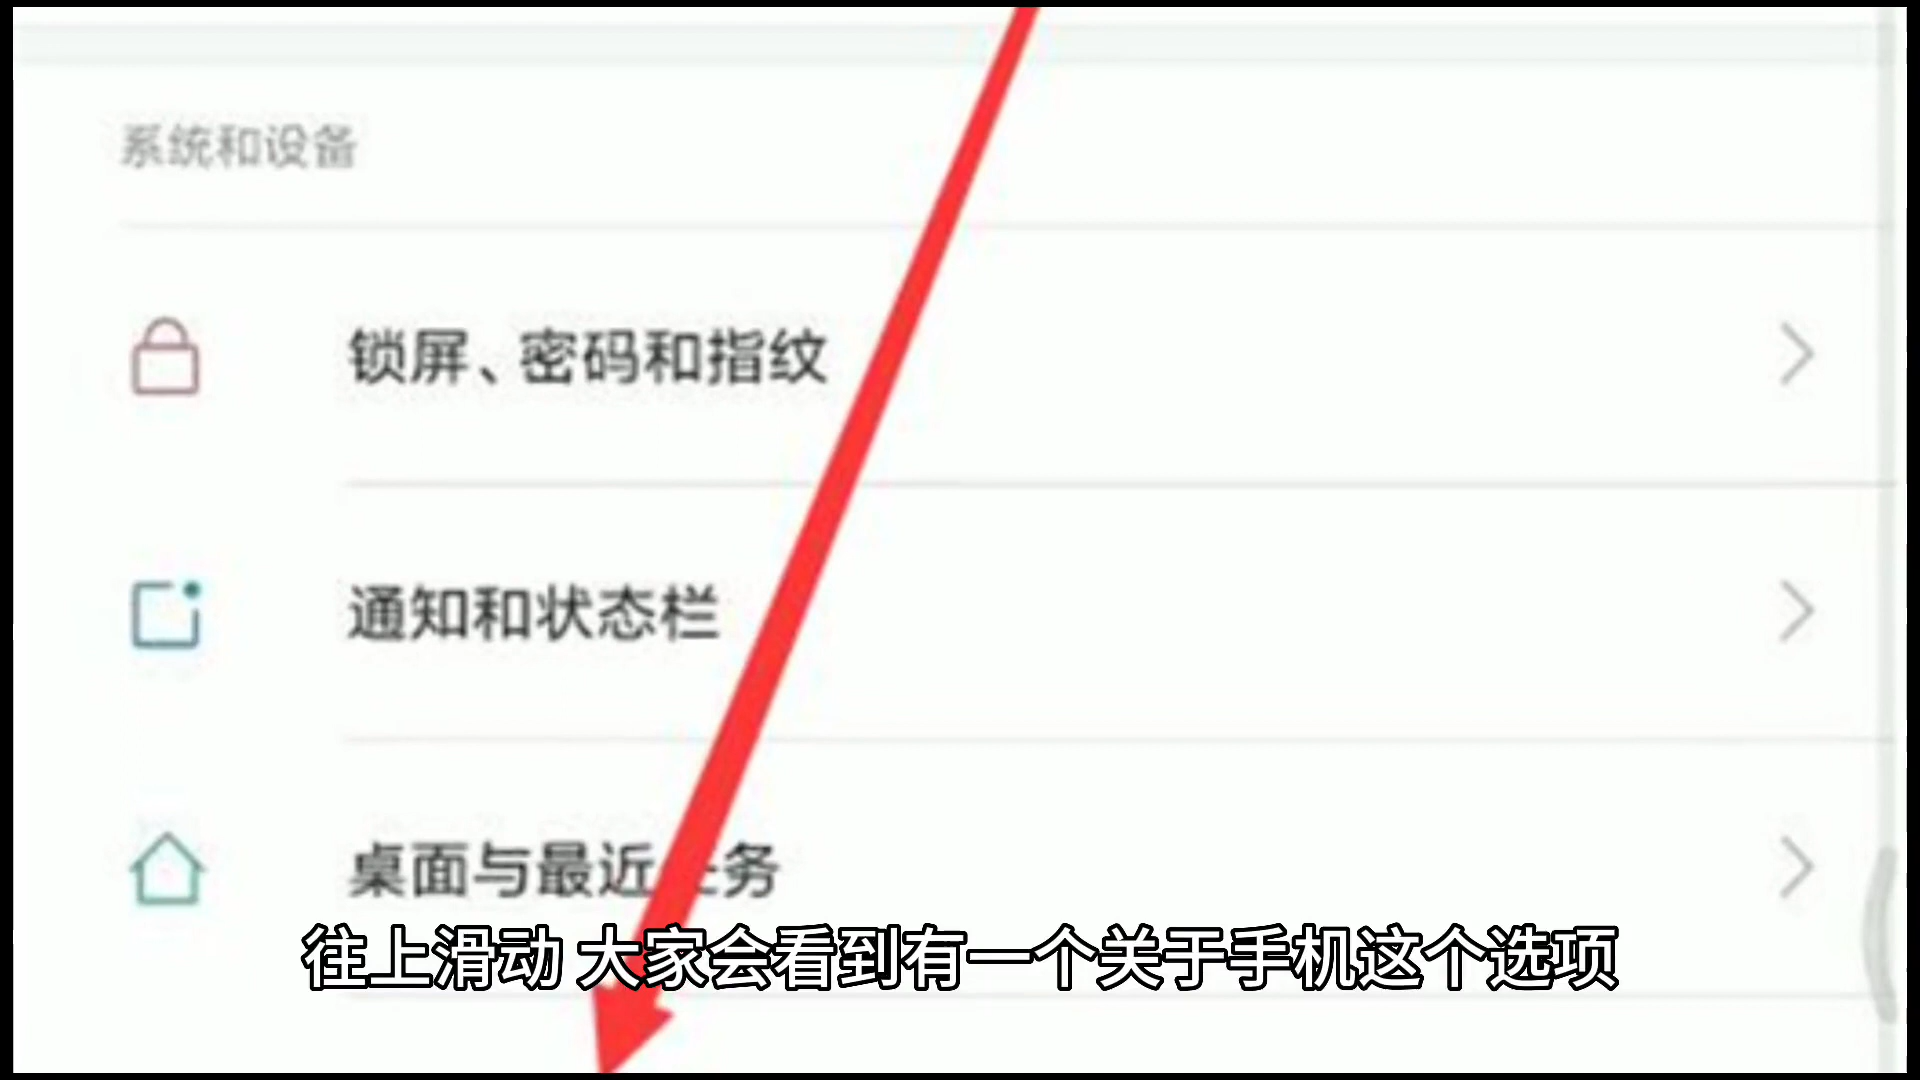 系统和设备
锁屏、密码和指纹
通知和状态栏
桌面与最近 务
往上滑动 大家会看到有一个关于手机这个选项